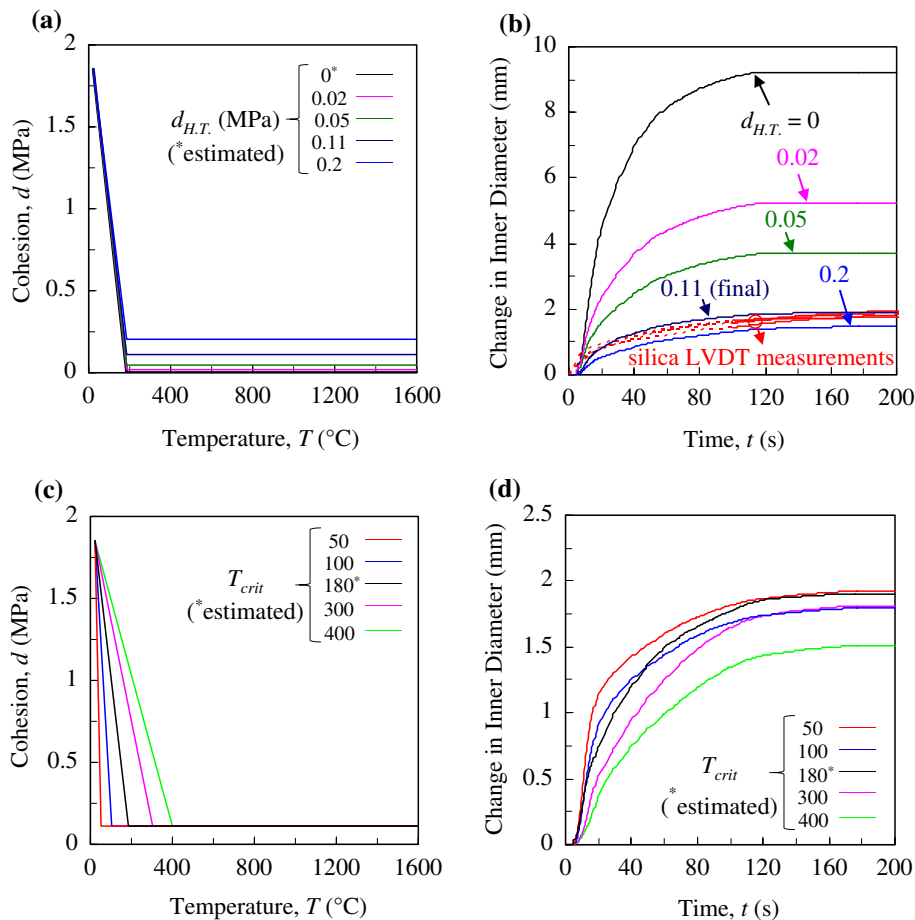 (a)
2
1.5
1
0.5
0
Cohesion, d (MPa)
0 400 800 1200 1600
Temperature, T (°C)
d_H.T. (MPa)
(*estimated)
0*
0.02
0.05
0.11
0.2
(b)
10
8
6
4
2
0
Change in Inner Diameter (mm)
0 40 80 120 160 200
Time, t (s)
d_H.T. = 0
0.02
0.05
0.2
0.11 (final)
silica LVDT measurements
(c)
2
1.5
1
0.5
0
Cohesion, d (MPa)
0 400 800 1200 1600
Temperature, T (°C)
T_crit
(*estimated)
50
100
180*
300
400
(d)
2.5
2
1.5
1
0.5
0
Change in Inner Diameter (mm)
0 40 80 120 160 200
Time, t (s)
T_crit
(*estimated)
50
100
180*
300
400